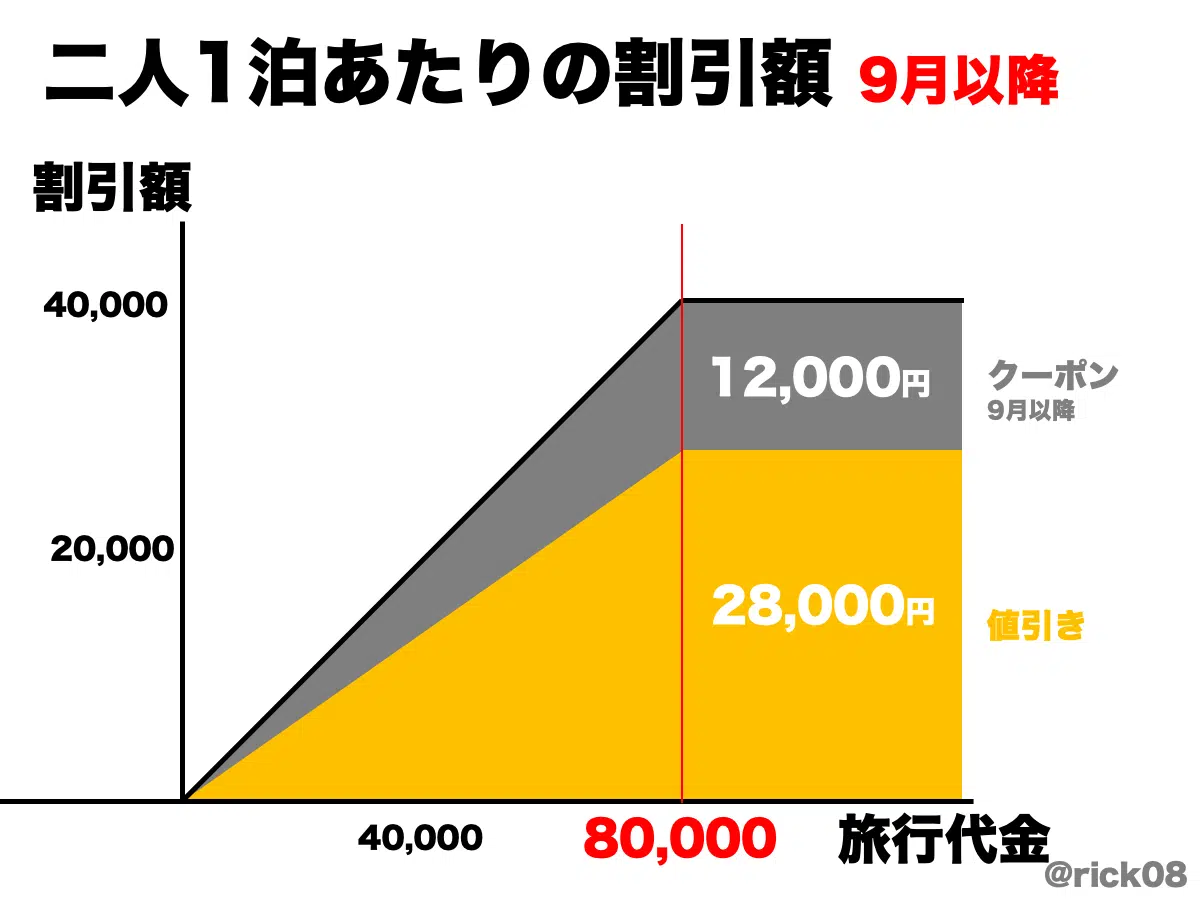 二人1泊あたりの割引額 9月以降
割引額
40,000
12,000円
クーポン
9月以降
20,000
28,000円
値引き
40,000
80,000
旅行代金
@rick08